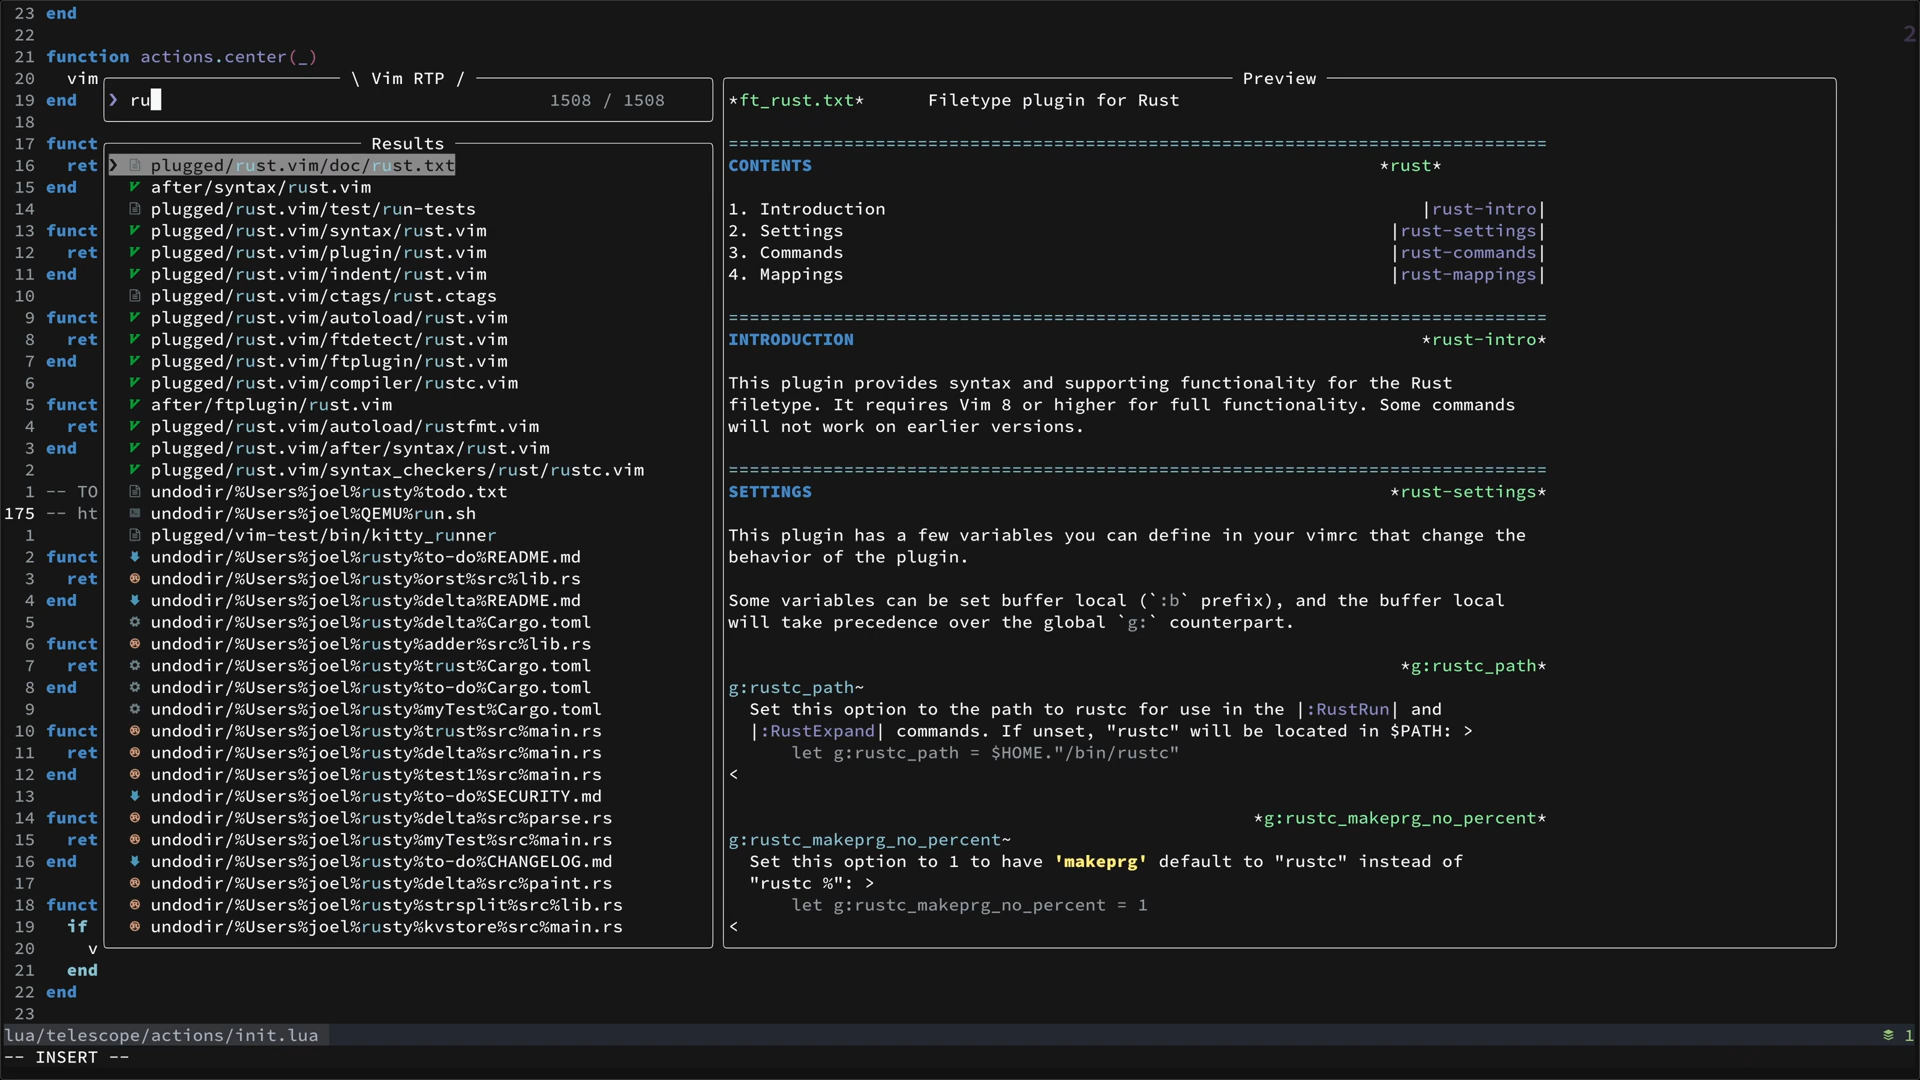 23 end
22
21 function actions.center(_)
20 vim
19 end
18
17 funct
16 ret
15 end
14
13 funct
12 ret
11 end
10
9 funct
8 ret
7 end
6
5 funct
4 ret
3 end
2
1 -- TO
175 -- ht
1
2 funct
3 ret
4 end
5
6 funct
7 ret
8 end
9
10 funct
11 ret
12 end
13
14 funct
15 ret
16 end
17
18 funct
19 if
20 v
21 end
22 end
23
\ Vim RTP /
❯ ru 1508 / 1508
Results
❯ plugged/rust.vim/doc/rust.txt
after/syntax/rust.vim
plugged/rust.vim/test/run-tests
plugged/rust.vim/syntax/rust.vim
plugged/rust.vim/plugin/rust.vim
plugged/rust.vim/indent/rust.vim
plugged/rust.vim/ctags/rust.ctags
plugged/rust.vim/autoload/rust.vim
plugged/rust.vim/ftdetect/rust.vim
plugged/rust.vim/ftplugin/rust.vim
plugged/rust.vim/compiler/rustc.vim
after/ftplugin/rust.vim
plugged/rust.vim/autoload/rustfmt.vim
plugged/rust.vim/after/syntax/rust.vim
plugged/rust.vim/syntax_checkers/rust/rustc.vim
undodir/%Users%joel%rusty%todo.txt
undodir/%Users%joel%QEMU%run.sh
plugged/vim-test/bin/kitty_runner
undodir/%Users%joel%rusty%to-do%README.md
undodir/%Users%joel%rusty%orst%src%lib.rs
undodir/%Users%joel%rusty%delta%README.md
undodir/%Users%joel%rusty%delta%Cargo.toml
undodir/%Users%joel%rusty%adder%src%lib.rs
undodir/%Users%joel%rusty%trust%Cargo.toml
undodir/%Users%joel%rusty%to-do%Cargo.toml
undodir/%Users%joel%rusty%myTest%Cargo.toml
undodir/%Users%joel%rusty%trust%src%main.rs
undodir/%Users%joel%rusty%delta%src%main.rs
undodir/%Users%joel%rusty%test1%src%main.rs
undodir/%Users%joel%rusty%to-do%SECURITY.md
undodir/%Users%joel%rusty%delta%src%parse.rs
undodir/%Users%joel%rusty%myTest%src%main.rs
undodir/%Users%joel%rusty%to-do%CHANGELOG.md
undodir/%Users%joel%rusty%delta%src%paint.rs
undodir/%Users%joel%rusty%strsplit%src%lib.rs
undodir/%Users%joel%rusty%kvstore%src%main.rs
2
Preview
*ft_rust.txt* Filetype plugin for Rust
==============================================================================
CONTENTS *rust*
1. Introduction |rust-intro|
2. Settings |rust-settings|
3. Commands |rust-commands|
4. Mappings |rust-mappings|
==============================================================================
INTRODUCTION *rust-intro*
This plugin provides syntax and supporting functionality for the Rust
filetype. It requires Vim 8 or higher for full functionality. Some commands
will not work on earlier versions.
==============================================================================
SETTINGS *rust-settings*
This plugin has a few variables you can define in your vimrc that change the
behavior of the plugin.
Some variables can be set buffer local (`:b` prefix), and the buffer local
will take precedence over the global `g:` counterpart.
*g:rustc_path*
g:rustc_path~
Set this option to the path to rustc for use in the |:RustRun| and
|:RustExpand| commands. If unset, "rustc" will be located in $PATH: >
let g:rustc_path = $HOME."/bin/rustc"
<
*g:rustc_makeprg_no_percent*
g:rustc_makeprg_no_percent~
Set this option to 1 to have 'makeprg' default to "rustc" instead of
"rustc %": >
let g:rustc_makeprg_no_percent = 1
<
lua/telescope/actions/init.lua 1
-- INSERT --